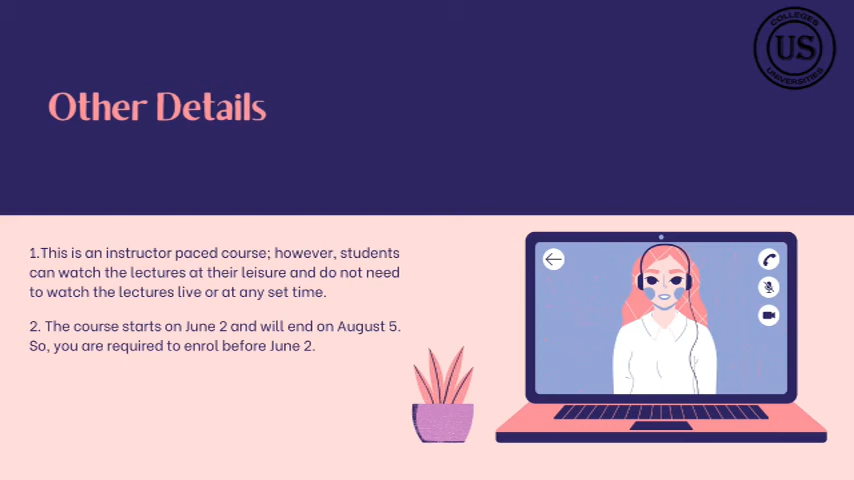 COLLEGES
US
UNIVERSITIES
Other Details
1.This is an instructor paced course; however, students
can watch the lectures at their leisure and do not need
to watch the lectures live or at any set time.
2. The course starts on June 2 and will end on August 5.
So, you are required to enrol before June 2.